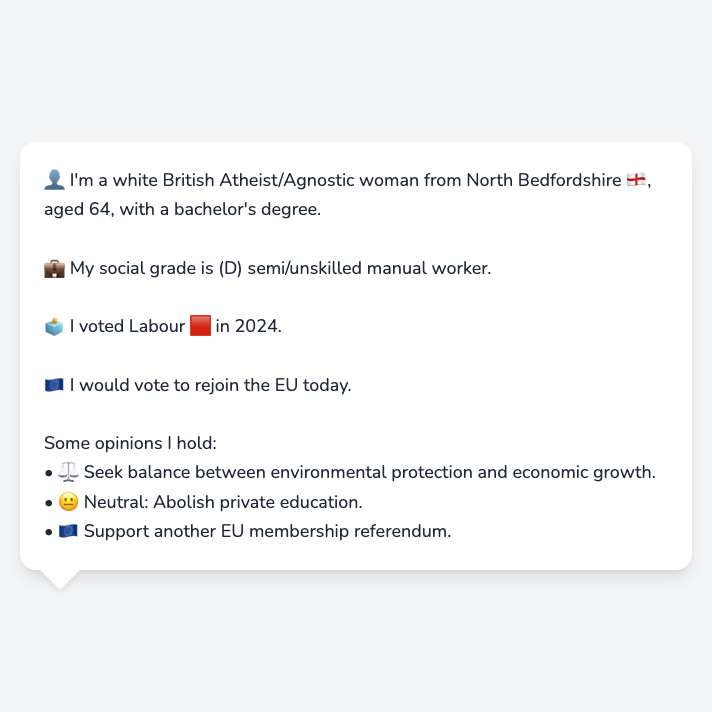 👤 I'm a white British Atheist/Agnostic woman from North Bedfordshire 🏴󠁧󠁢󠁥󠁮󠁧󠁿,
aged 64, with a bachelor's degree.
💼 My social grade is (D) semi/unskilled manual worker.
🗳️ I voted Labour 🟥 in 2024.
🇪🇺 I would vote to rejoin the EU today.
Some opinions I hold:
• ⚖️ Seek balance between environmental protection and economic growth.
• 😐 Neutral: Abolish private education.
• 🇪🇺 Support another EU membership referendum.